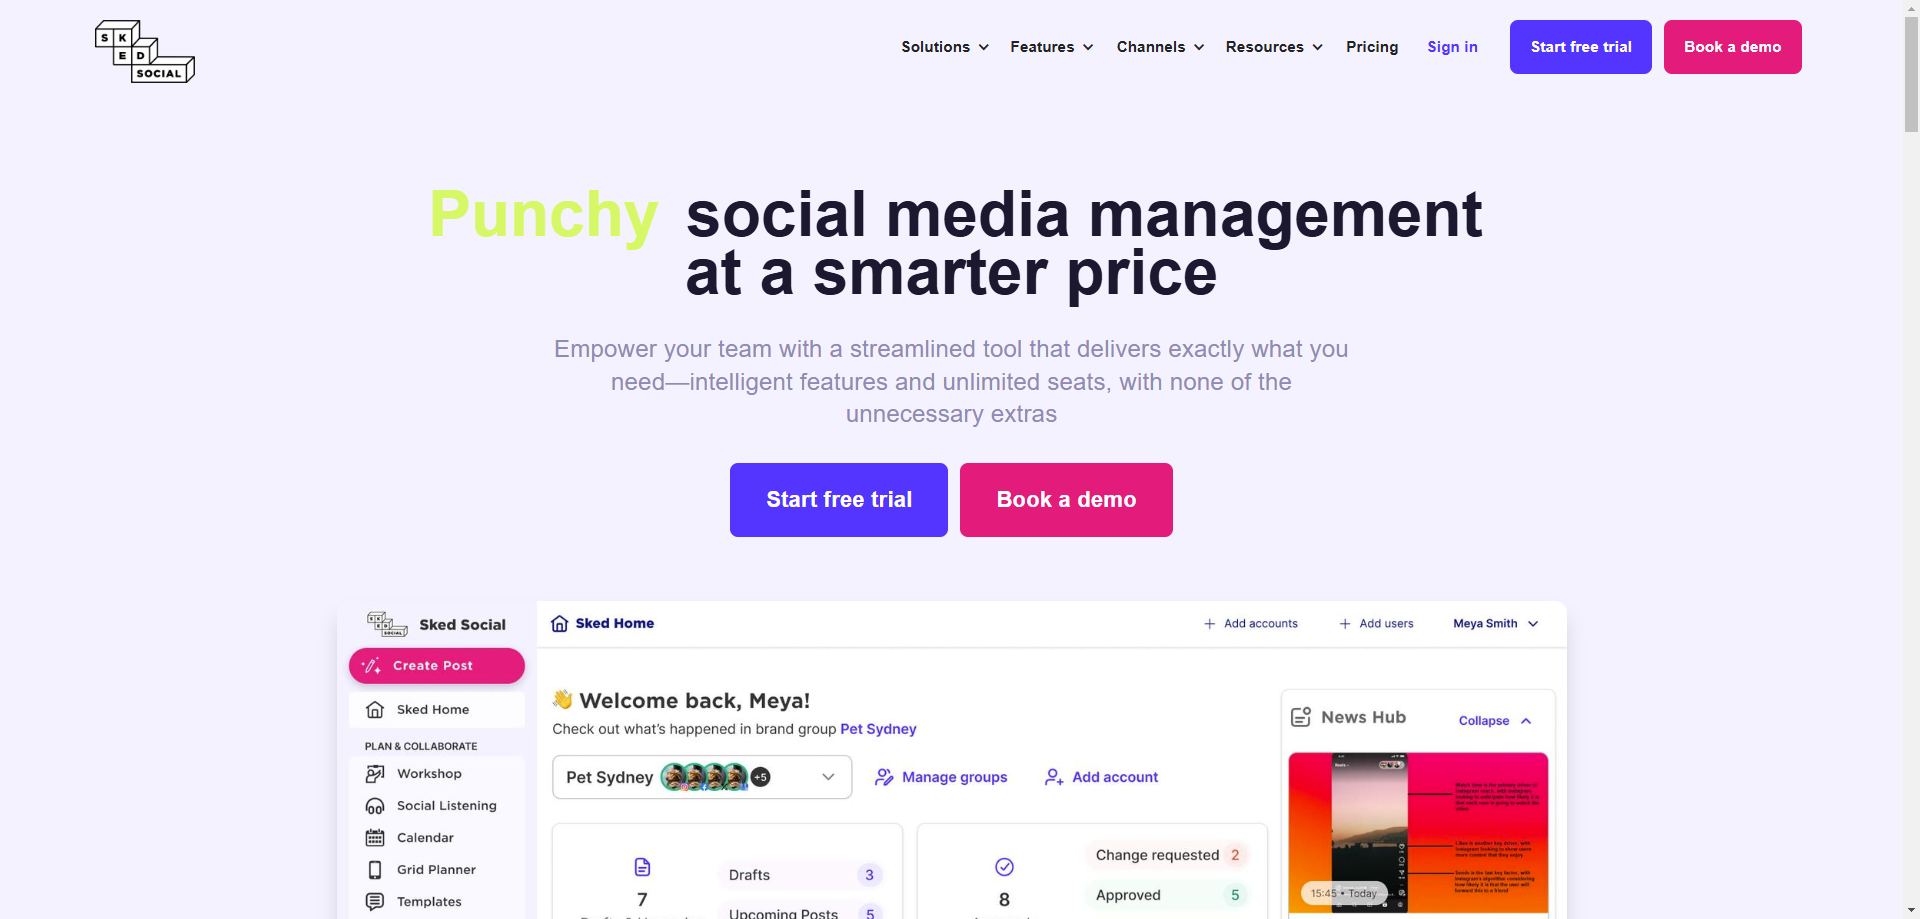 SK
ED
SOCIAL
Solutions
Features
Channels
Resources
Pricing
Sign in
Start free trial
Book a demo
Punchy social media management
at a smarter price
Empower your team with a streamlined tool that delivers exactly what you
need—intelligent features and unlimited seats, with none of the
unnecessary extras
Start free trial
Book a demo
SK
ED
SOCIAL
Sked Social
Sked Home
Add accounts
Add users
Meya Smith
Create Post
Sked Home
PLAN & COLLABORATE
Workshop
Social Listening
Calendar
Grid Planner
Templates
👋 Welcome back, Meya!
Check out what's happened in brand group Pet Sydney
Pet Sydney
+5
Manage groups
Add account
7
Drafts 3
Upcoming Posts 5
8
Change requested 2
Approved 5
News Hub
Collapse
15:45 • Today